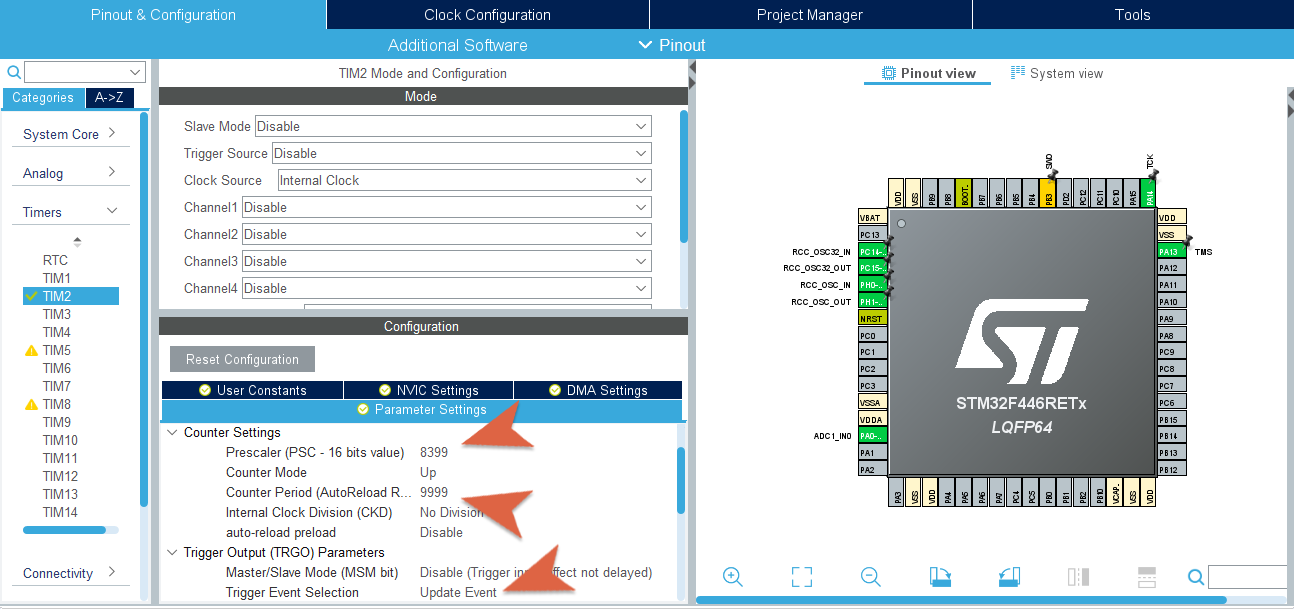 Pinout & Configuration
Clock Configuration
Project Manager
Tools
Additional Software
Pinout
Categories
A->Z
System Core
Analog
Timers
RTC
TIM1
TIM2
TIM3
TIM4
TIM5
TIM6
TIM7
TIM8
TIM9
TIM10
TIM11
TIM12
TIM13
TIM14
Connectivity
TIM2 Mode and Configuration
Mode
Slave Mode Disable
Trigger Source Disable
Clock Source Internal Clock
Channel1 Disable
Channel2 Disable
Channel3 Disable
Channel4 Disable
Configuration
Reset Configuration
User Constants
NVIC Settings
DMA Settings
Parameter Settings
Counter Settings
Prescaler (PSC - 16 bits value) 8399
Counter Mode Up
Counter Period (AutoReload R... 9999
Internal Clock Division (CKD) No Division
auto-reload preload Disable
Trigger Output (TRGO) Parameters
Master/Slave Mode (MSM bit) Disable (Trigger in ffect not delayed)
Trigger Event Selection Update Event
Pinout view
System view
SWO
TCK
VDD
VSS
PB9
PB8
BOOT..
PB7
PB6
PB5
PB4
PB3
PD2
PC12
PC11
PC10
PA15
PA14
VBAT
PC13
RCC_OSC32_IN PC14-..
RCC_OSC32_OUT PC15-..
RCC_OSC_IN PH0-..
RCC_OSC_OUT PH1-..
NRST
PC0
PC1
PC2
PC3
VSSA
VDDA
ADC1_IN0 PA0-..
PA1
PA2
VDD
VSS
PA13 TMS
PA12
PA11
PA10
PA9
PA8
PC9
PC8
PC7
PC6
PB15
PB14
PB13
PB12
ST
STM32F446RETx
LQFP64
PA3
VSS
VDD
PA4
PA5
PA6
PA7
PC4
PC5
PB0
PB1
PB2
PB10
VCAP..
VSS
VDD